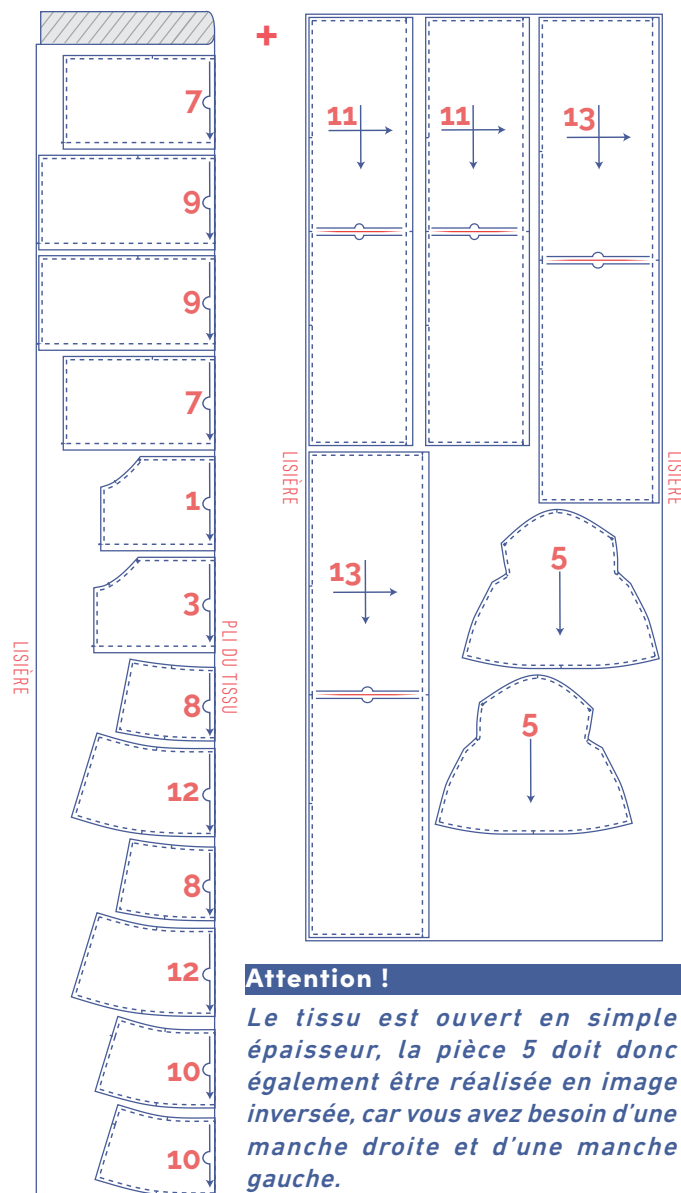 7
9
9
7
1
3
8
12
8
12
10
10
LISIÈRE
PLI DU TISSU
+
11
11
13
13
5
5
LISIÈRE
LISIÈRE
Attention !
Le tissu est ouvert en simple
épaisseur, la pièce 5 doit donc
également être réalisée en image
inversée, car vous avez besoin d'une
manche droite et d'une manche
gauche.